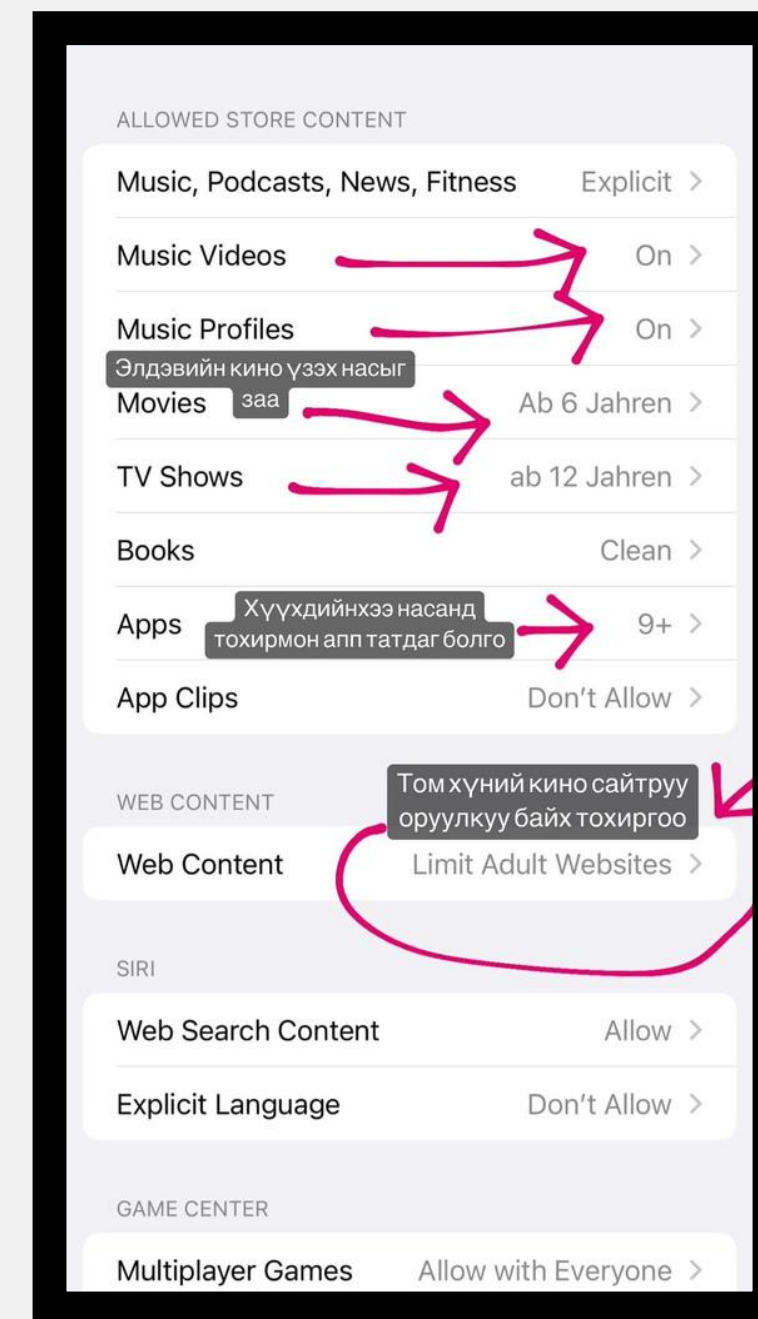 ALLOWED STORE CONTENT
Music, Podcasts, News, Fitness Explicit
Music Videos On
Music Profiles On
Элдэвийн кино үзэх насыг
заа
Movies Ab 6 Jahren
TV Shows ab 12 Jahren
Books Clean
Хүүхдийнхээ насанд
тохирмон апп татдаг болго
Apps 9+
App Clips Don't Allow
Том хүний кино сайтруу
оруулкуу байх тохиргоо
WEB CONTENT
Web Content Limit Adult Websites
SIRI
Web Search Content Allow
Explicit Language Don't Allow
GAME CENTER
Multiplayer Games Allow with Everyone